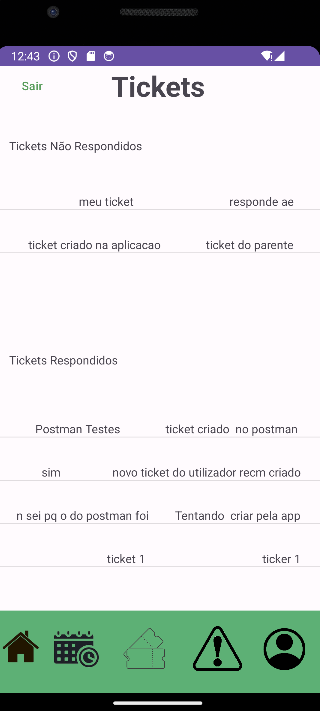 12:43
Sair Tickets
Tickets Não Respondidos
meu ticket responde ae
ticket criado na aplicacao ticket do parente
Tickets Respondidos
Postman Testes ticket criado  no postman
sim novo ticket do utilizador recm criado
n sei pq o do postman foi Tentando  criar pela app
ticket 1 ticker 1